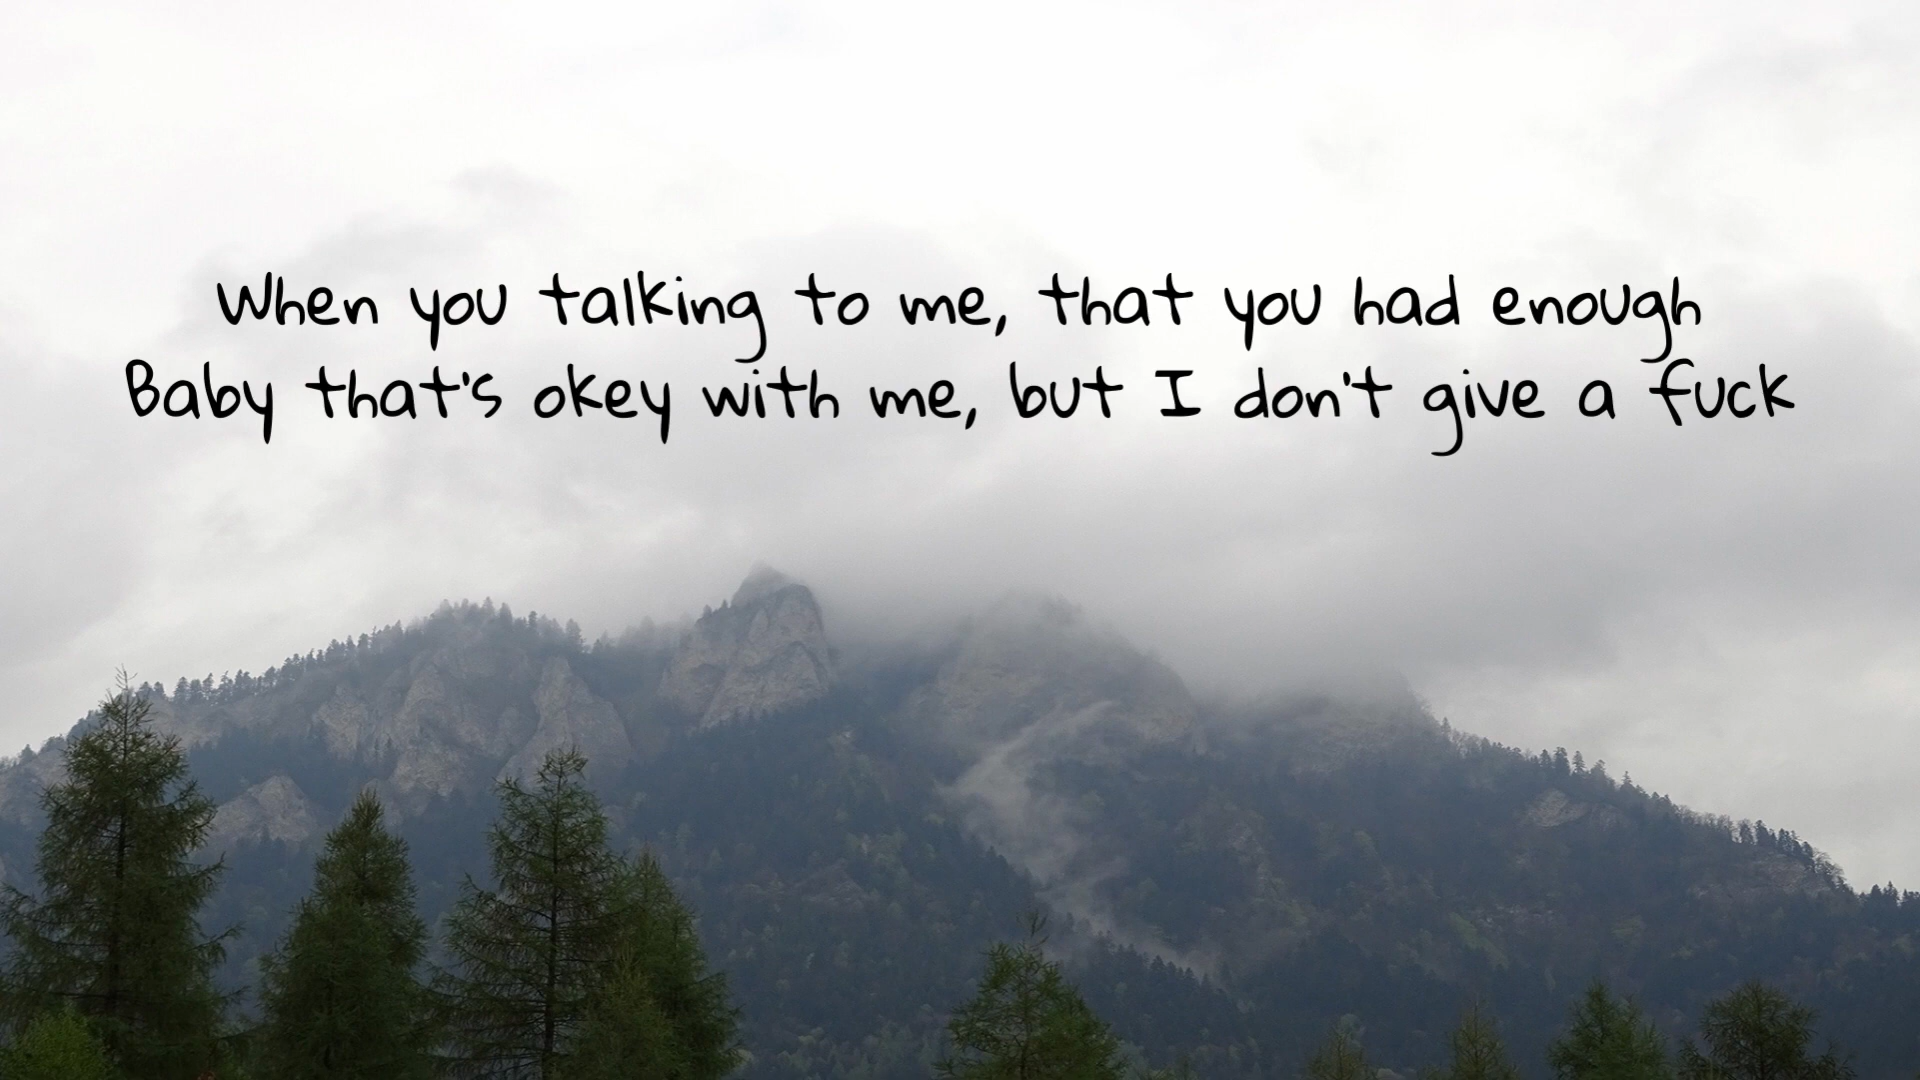 When you talking to me, that you had enough
Baby that's okey with me, but I don't give a fuck